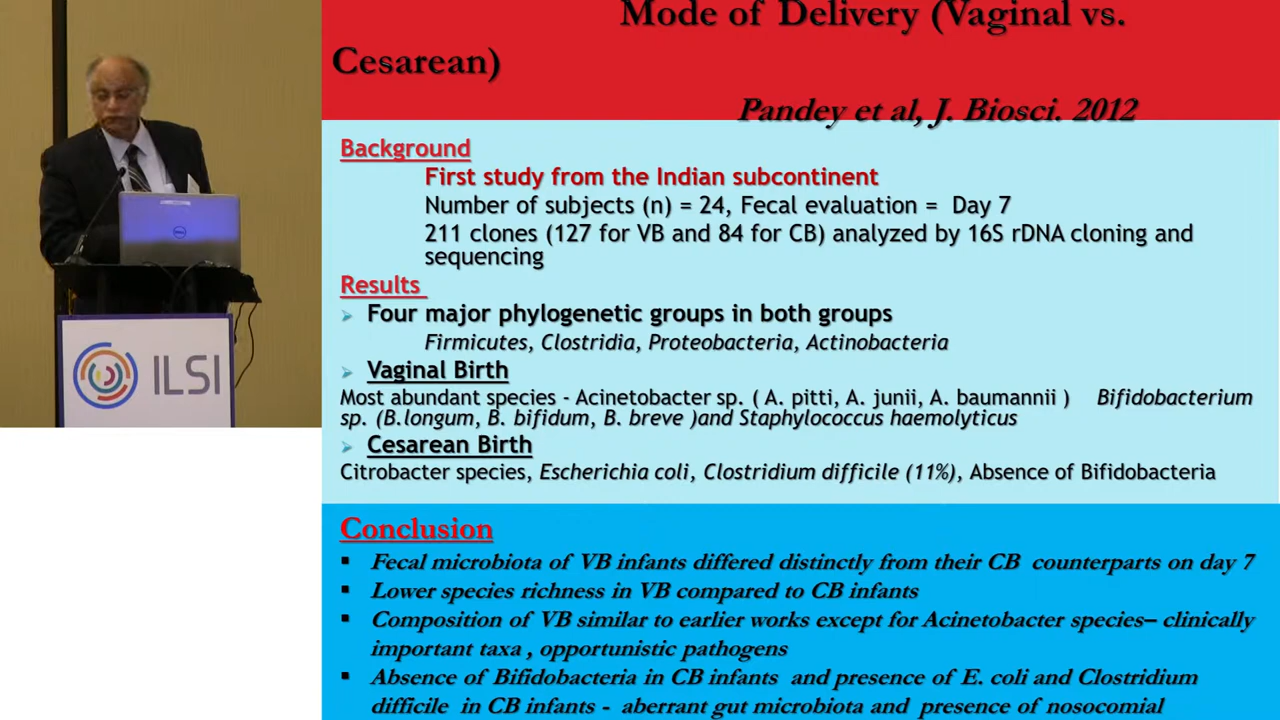 Mode of Delivery (Vaginal vs.
Cesarean)
Pandey et al, J. Biosci. 2012
Background
First study from the Indian subcontinent
Number of subjects (n) = 24, Fecal evaluation = Day 7
211 clones (127 for VB and 84 for CB) analyzed by 16S rDNA cloning and
sequencing
Results
Four major phylogenetic groups in both groups
Firmicutes, Clostridia, Proteobacteria, Actinobacteria
Vaginal Birth
Most abundant species - Acinetobacter sp. ( A. pitti, A. junii, A. baumannii ) Bifidobacterium
sp. (B.longum, B. bifidum, B. breve )and Staphylococcus haemolyticus
Cesarean Birth
Citrobacter species, Escherichia coli, Clostridium difficile (11%), Absence of Bifidobacteria
Conclusion
Fecal microbiota of VB infants differed distinctly from their CB counterparts on day 7
Lower species richness in VB compared to CB infants
Composition of VB similar to earlier works except for Acinetobacter species– clinically
important taxa , opportunistic pathogens
Absence of Bifidobacteria in CB infants and presence of E. coli and Clostridium
difficile in CB infants - aberrant gut microbiota and presence of nosocomial
ILSI